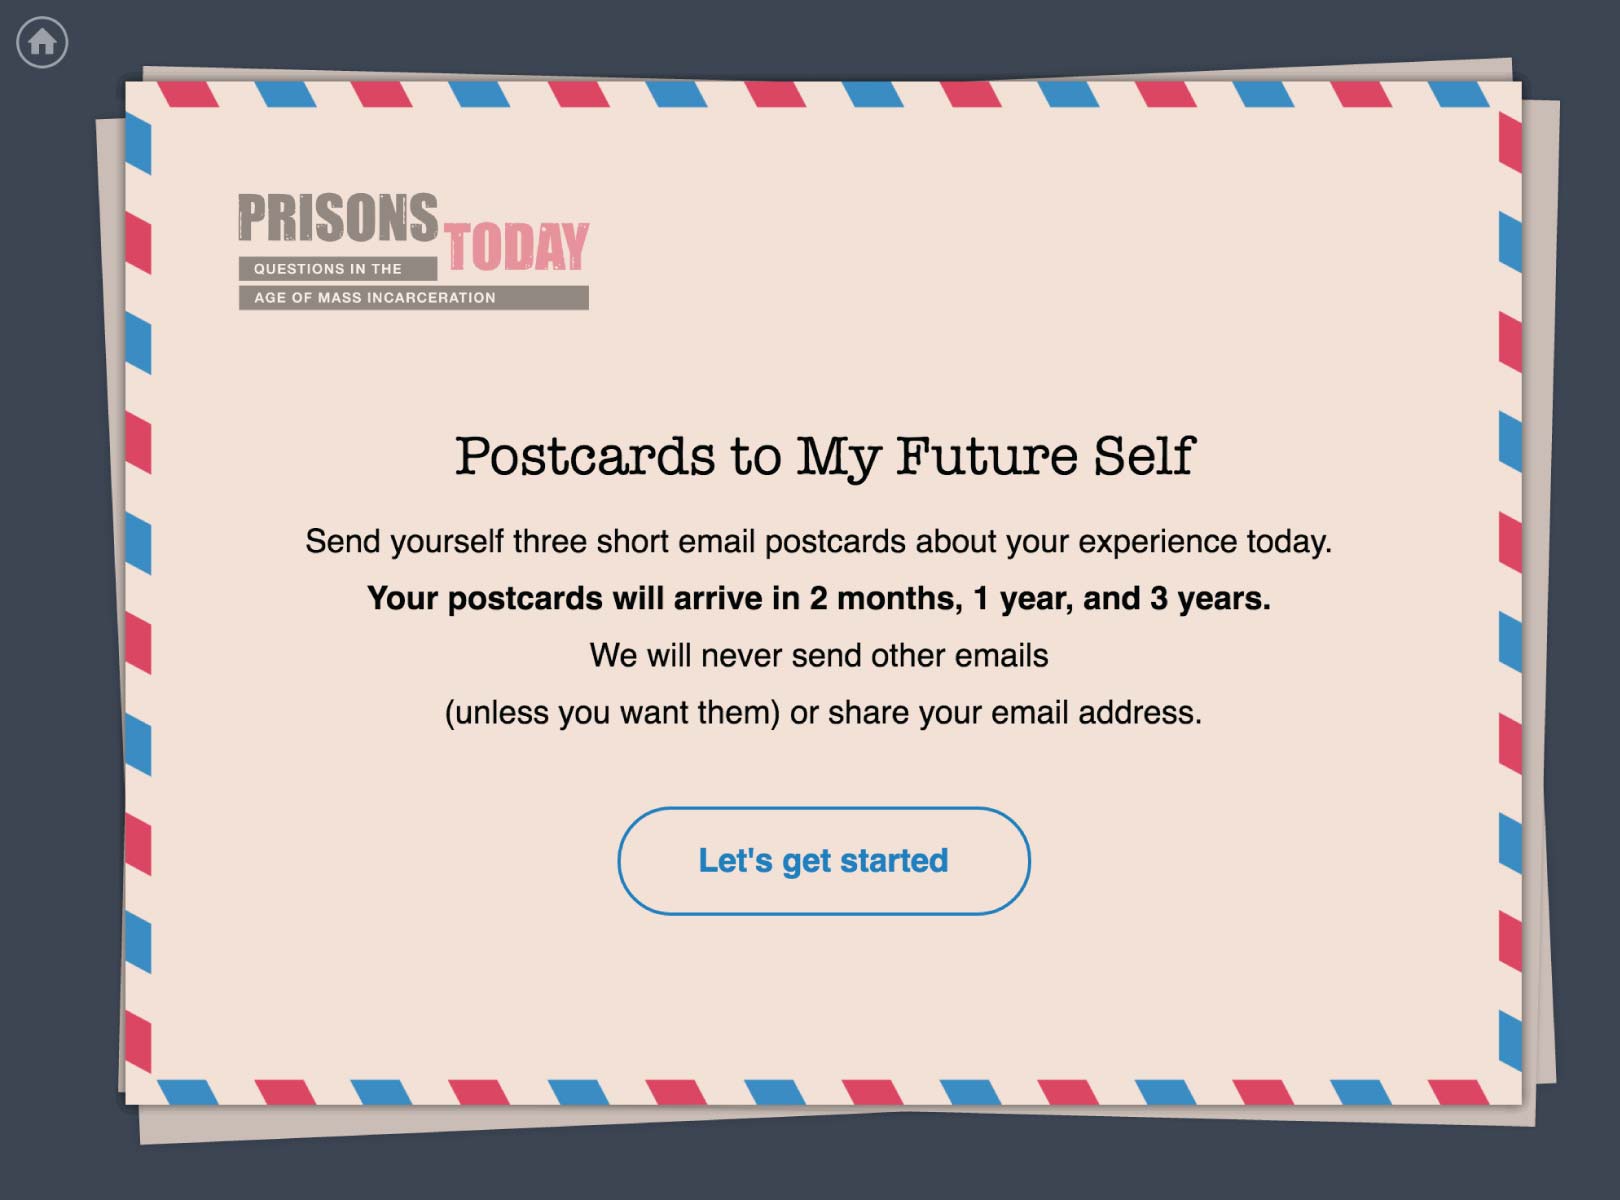 PRISONS
TODAY
QUESTIONS IN THE
AGE OF MASS INCARCERATION
Postcards to My Future Self
Send yourself three short email postcards about your experience today.
Your postcards will arrive in 2 months, 1 year, and 3 years.
We will never send other emails
(unless you want them) or share your email address.
Let's get started